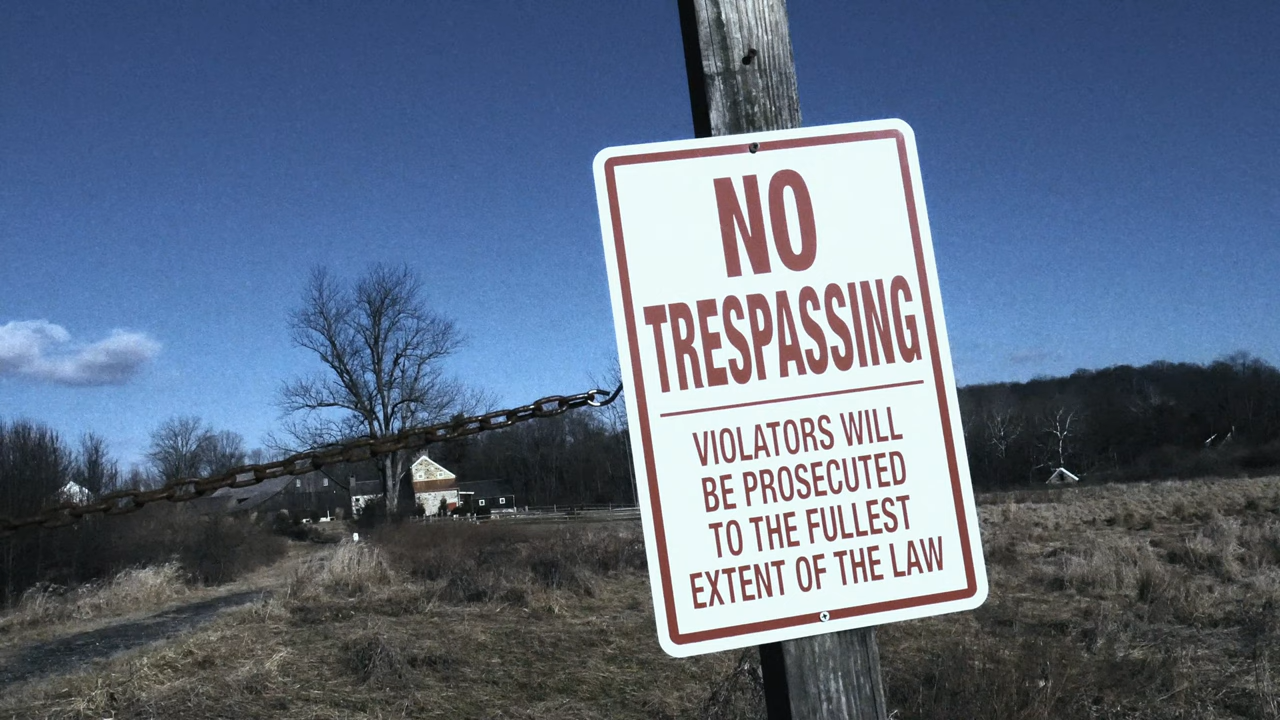 NO
TRESPASSING
VIOLATORS WILL
BE PROSECUTED
TO THE FULLEST
EXTENT OF THE LAW